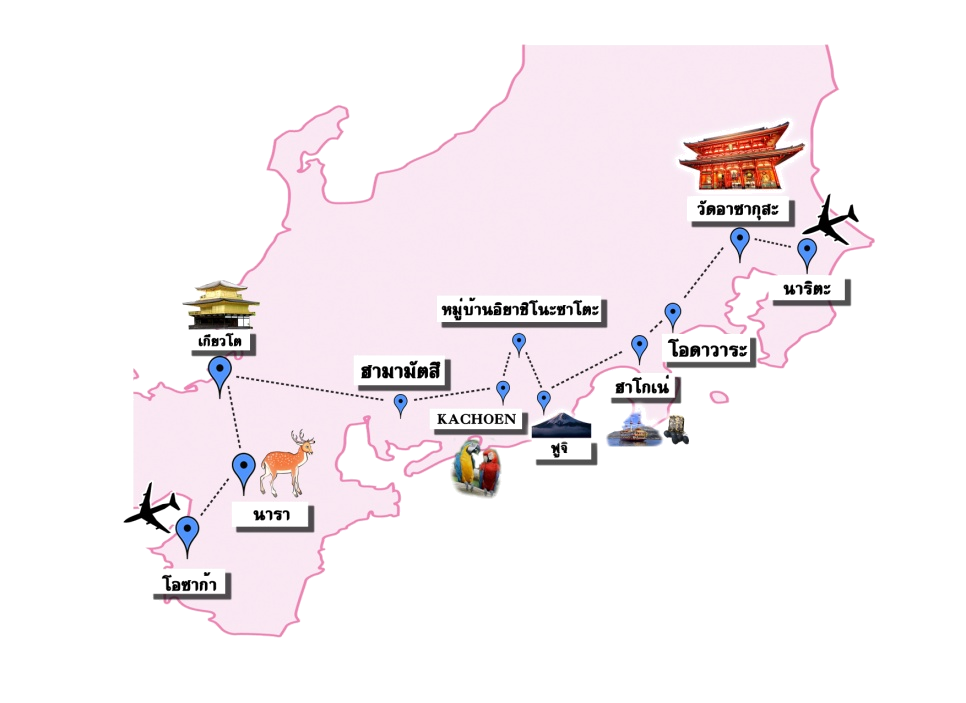 วัดอาซากุสะ
นาริตะ
หมู่บ้านอิยาชิโนะซาโตะ
เกียวโต
โอดาวาระ
ฮามามัตสึ
ฮาโกเน่
KACHOEN
ฟูจิ
นารา
โอซาก้า